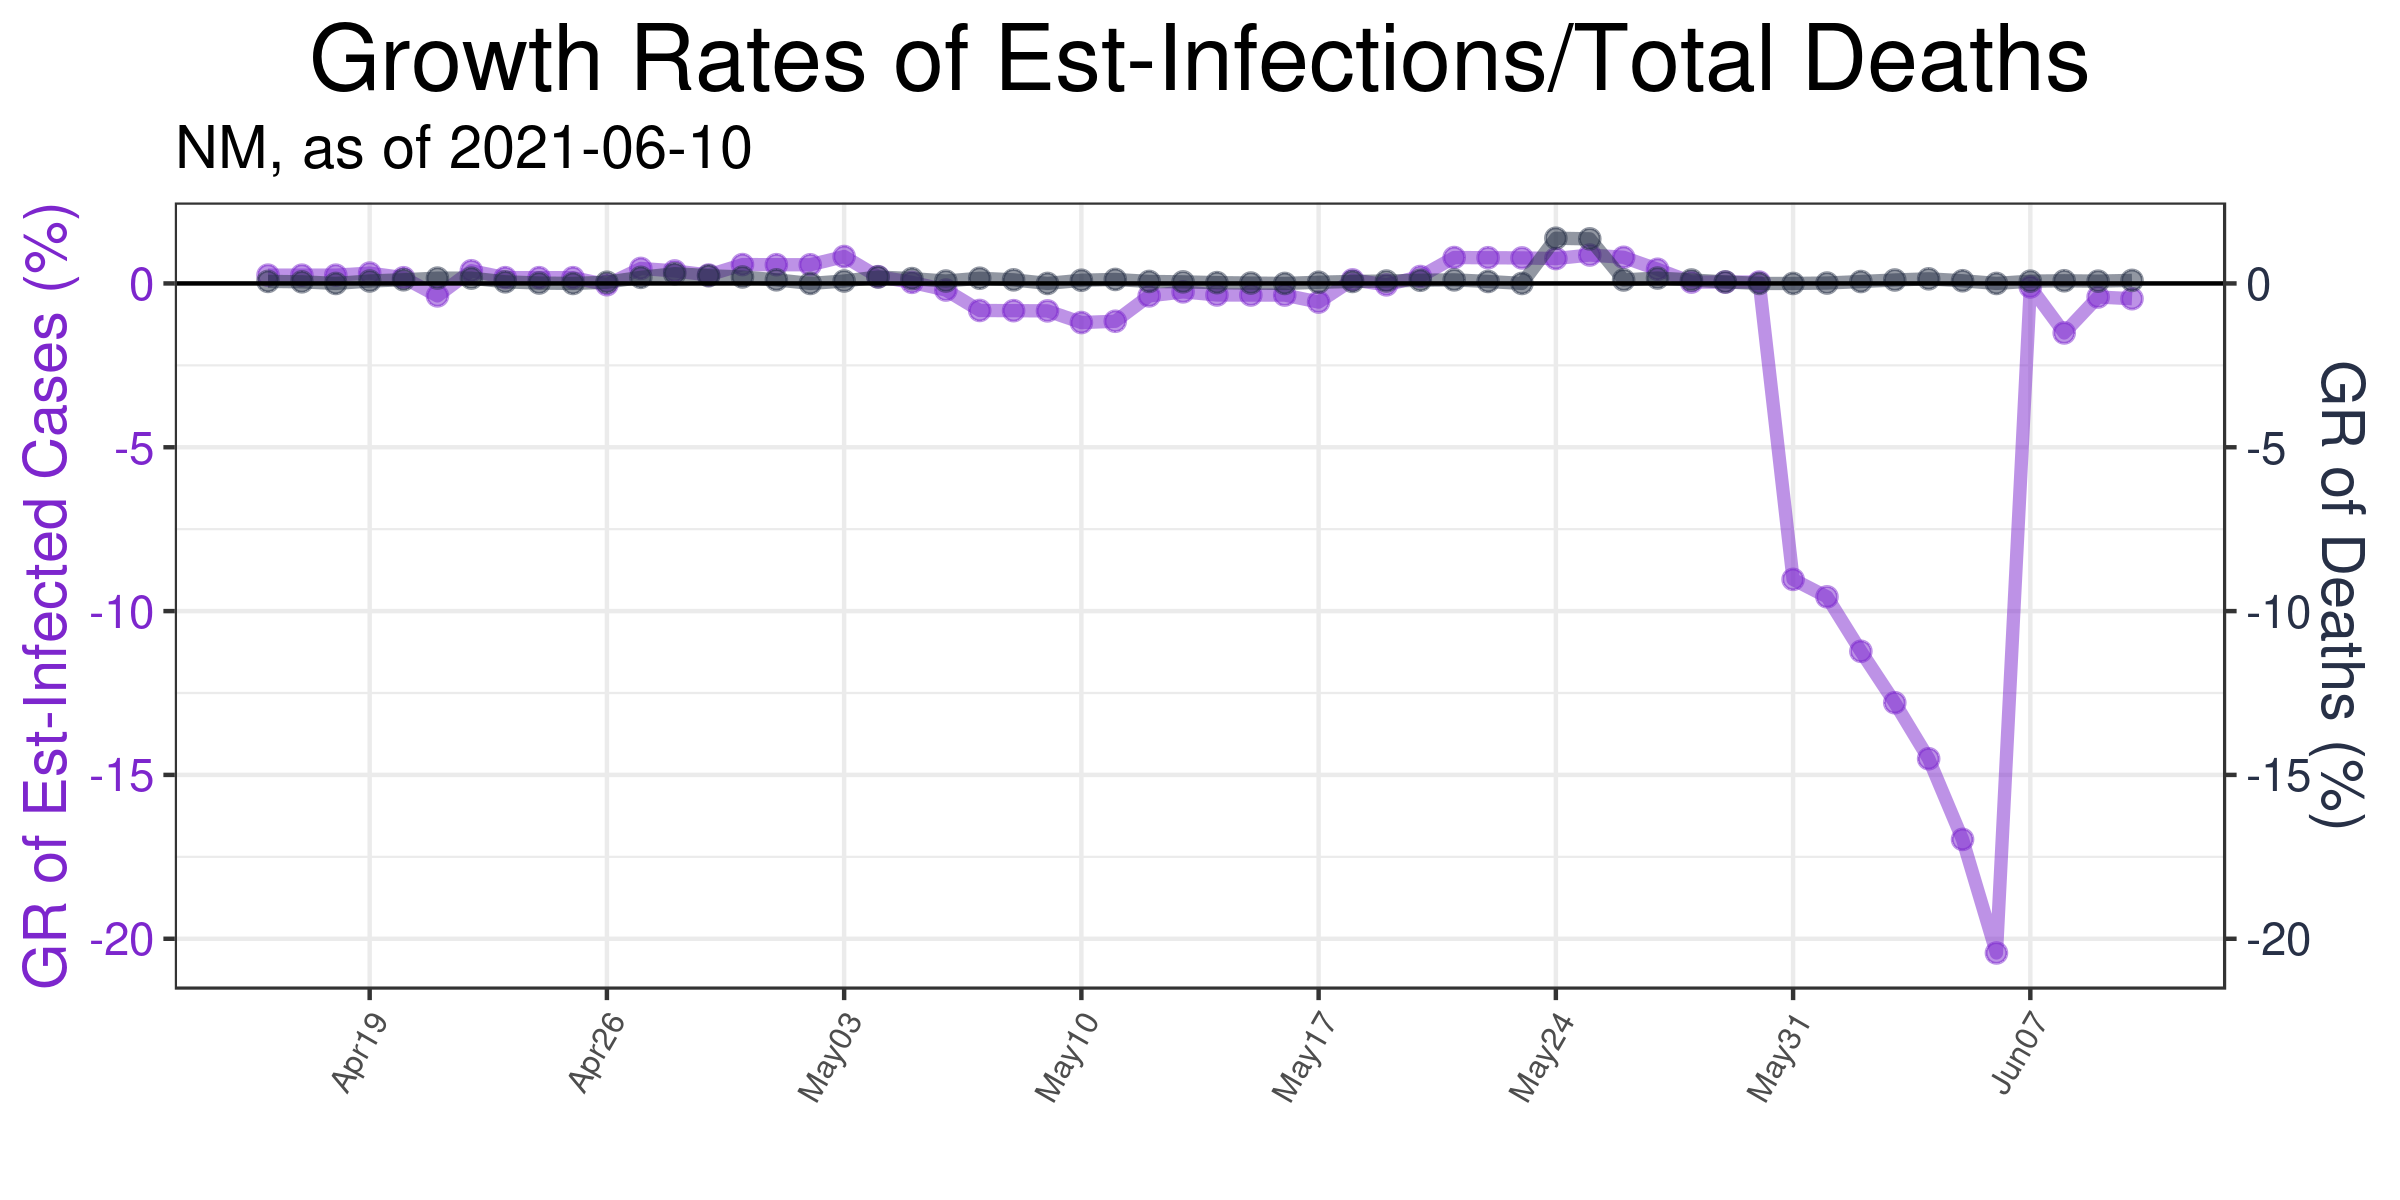 Growth Rates of Est-Infections/Total Deaths
NM, as of 2021-06-10
GR of Est-Infected Cases (%)
0
-5
-10
-15
-20
0
-5
-10
-15
-20
GR of Deaths (%)
Apr19
Apr26
May03
May10
May17
May24
May31
Jun07